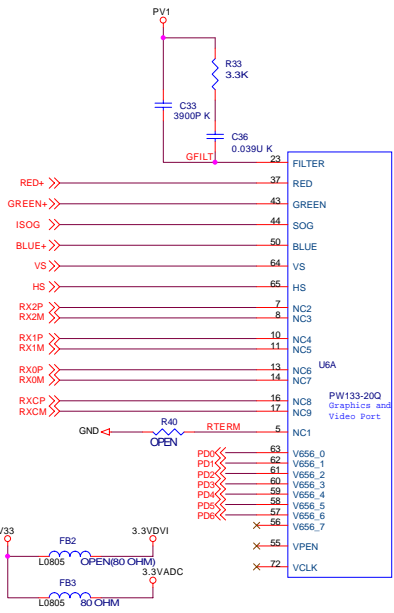 PV1
R33
3.3K
C33
3900P K
C36
0.039U K
GFILT 23 FILTER
RED+ 37 RED
GREEN+ 43 GREEN
ISOG 44 SOG
BLUE+ 50 BLUE
VS 64 VS
HS 65 HS
RX2P 7 NC2
RX2M 8 NC3
RX1P 10 NC4
RX1M 11 NC5
U6A
RX0P 13 NC6
RX0M 14 NC7
PW133-20Q
Graphics and
Video Port
RXCP 16 NC8
RXCM 17 NC9
R40
GND RTERM 5 NC1
OPEN
PD0 63 V656_0
PD1 62 V656_1
PD2 61 V656_2
PD3 60 V656_3
PD4 59 V656_4
PD5 58 V656_5
PD6 57 V656_6
56 V656_7
55 VPEN
72 VCLK
V33
FB2
3.3VDVI
L0805 OPEN(80 OHM)
3.3VADC
FB3
L0805 80 OHM